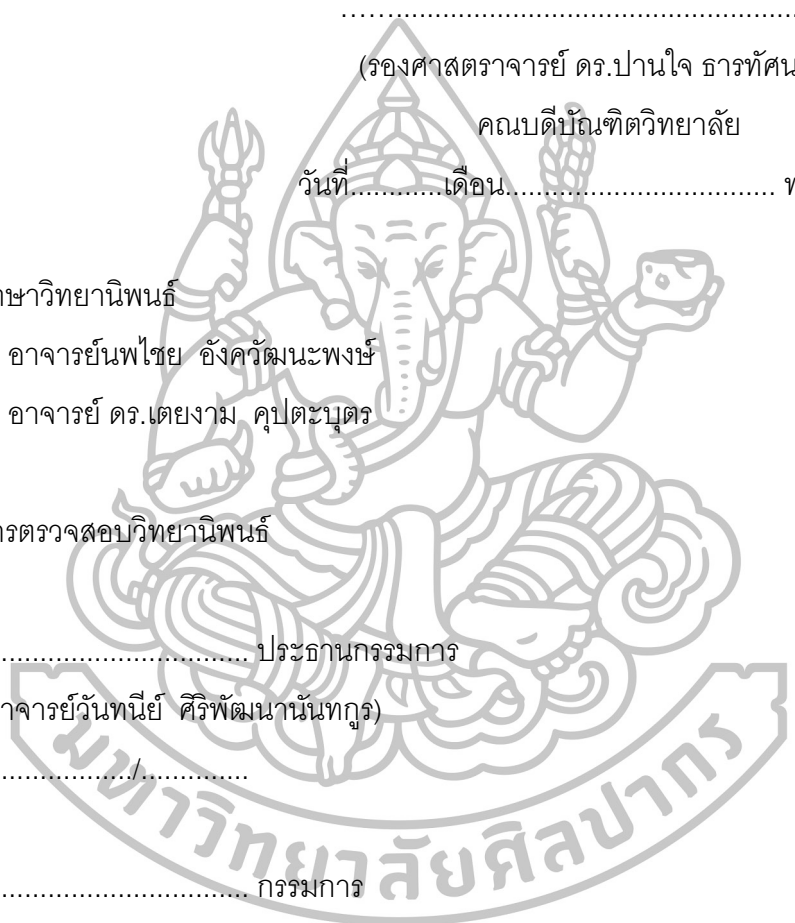 ...........................................................
(รองศาสตราจารย์ ดร.ปานใจ ธารทัศน
คณบดีบัณฑิตวิทยาลัย
วันที่............เดือน................................... พ
าษาวิทยานิพนธ์
อาจารย์นพไชย อังควัฒนะพงษ์
อาจารย์ ดร.เตยงาม คุปตะบุตร
ารตรวจสอบวิทยานิพนธ์
................................ ประธานกรรมการ
าจารย์วันทนีย์ ศิริพัฒนานันทกูร)
................./..............
................................ กรรมการ
มหาวิทยาลัยศิลปากร